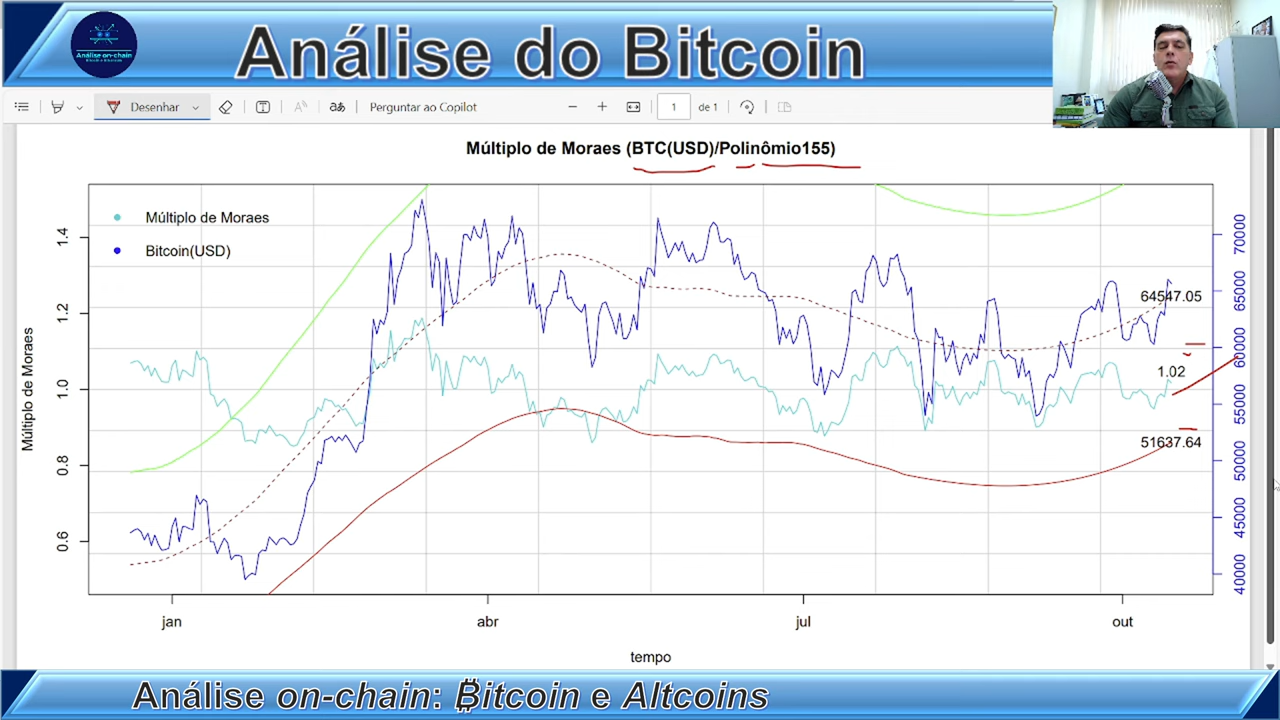 Análise on-chain
Análise do Bitcoin
Desenhar
Perguntar ao Copilot
1
de 1
Múltiplo de Moraes (BTC(USD)/Polinômio155)
Múltiplo de Moraes
Bitcoin(USD)
Múltiplo de Moraes
1.4
1.2
1.0
0.8
0.6
70000
65000
60000
55000
50000
45000
40000
64547.05
1.02
51637.64
jan
abr
jul
out
tempo
Análise on-chain: ₿itcoin e Altcoins